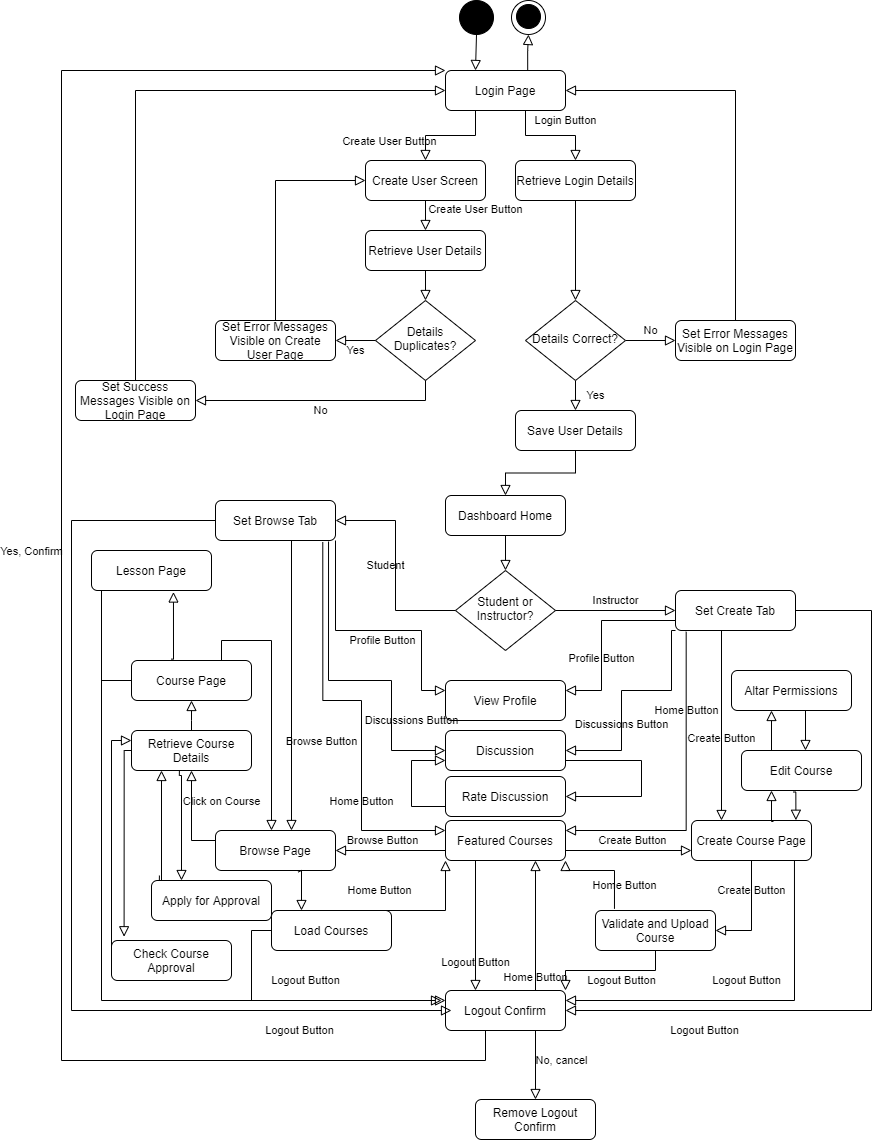 Login Page
Login Button
Create User Button
Create User Screen
Retrieve Login Details
Create User Button
Retrieve User Details
Set Error Messages
Visible on Create
User Page
Yes
Details
Duplicates?
Details Correct?
No
Set Error Messages
Visible on Login Page
Set Success
Messages Visible on
Login Page
No
Yes
Save User Details
Dashboard Home
Set Browse Tab
Yes, Confirm
Lesson Page
Student
Student or
Instructor?
Instructor
Set Create Tab
Profile Button
Profile Button
Course Page
View Profile
Altar Permissions
Home Button
Discussions Button
Discussions Button
Retrieve Course
Details
Browse Button
Discussion
Create Button
Edit Course
Click on Course
Home Button
Rate Discussion
Browse Page
Browse Button
Featured Courses
Create Button
Create Course Page
Home Button
Home Button
Create Button
Apply for Approval
Load Courses
Validate and Upload
Course
Check Course
Approval
Logout Button
Logout Button
Home Button
Logout Button
Logout Button
Logout Confirm
Logout Button
Logout Button
No, cancel
Remove Logout
Confirm